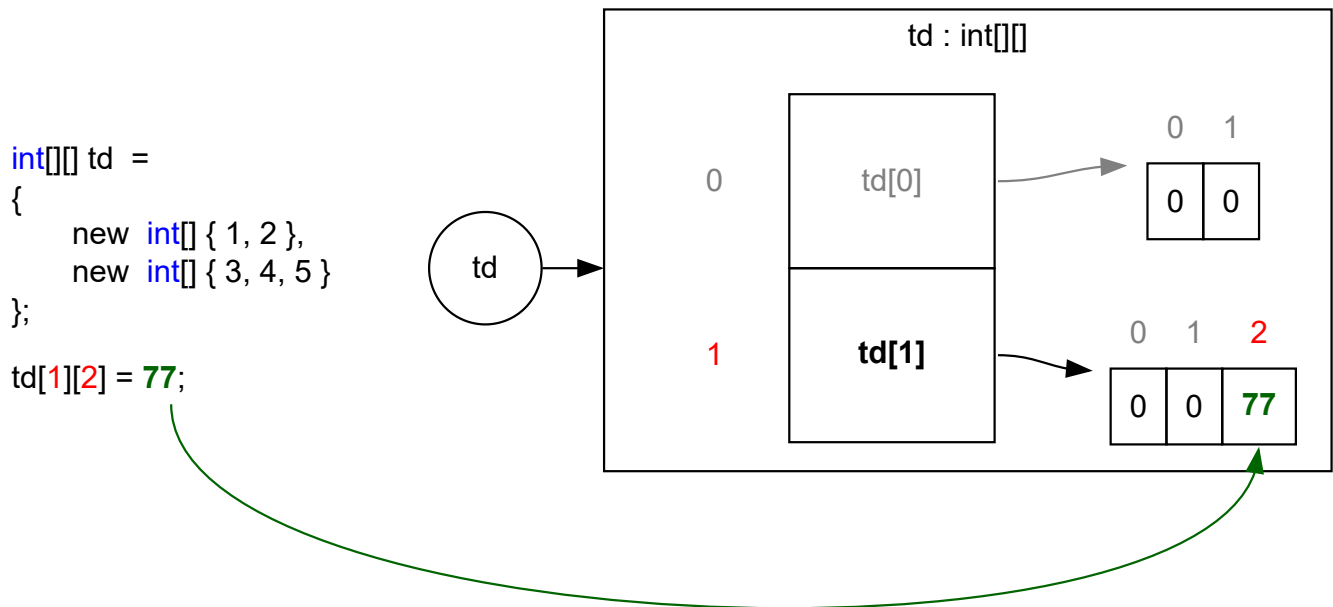 int[][] td =
{
new int[] { 1, 2 },
new int[] { 3, 4, 5 }
};
td[1][2] = 77;
td
td : int[][]
0
td[0]
0 1
0 0
1
td[1]
0 1 2
0 0 77